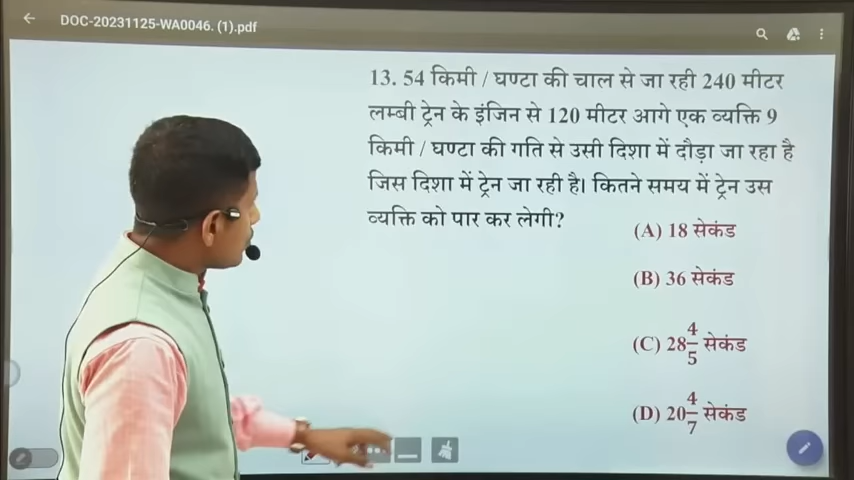 DOC-20231125-WA0046. (1).pdf
13. 54 किमी / घण्टा की चाल से जा रही 240 मीटर
लम्बी ट्रेन के इंजिन से 120 मीटर आगे एक व्यक्ति 9
किमी / घण्टा की गति से उसी दिशा में दौड़ा जा रहा है
जिस दिशा में ट्रेन जा रही है। कितने समय में ट्रेन उस
व्यक्ति को पार कर लेगी?
(A) 18 सेकंड
(B) 36 सेकंड
(C) 28 4/5 सेकंड
(D) 20 4/7 सेकंड